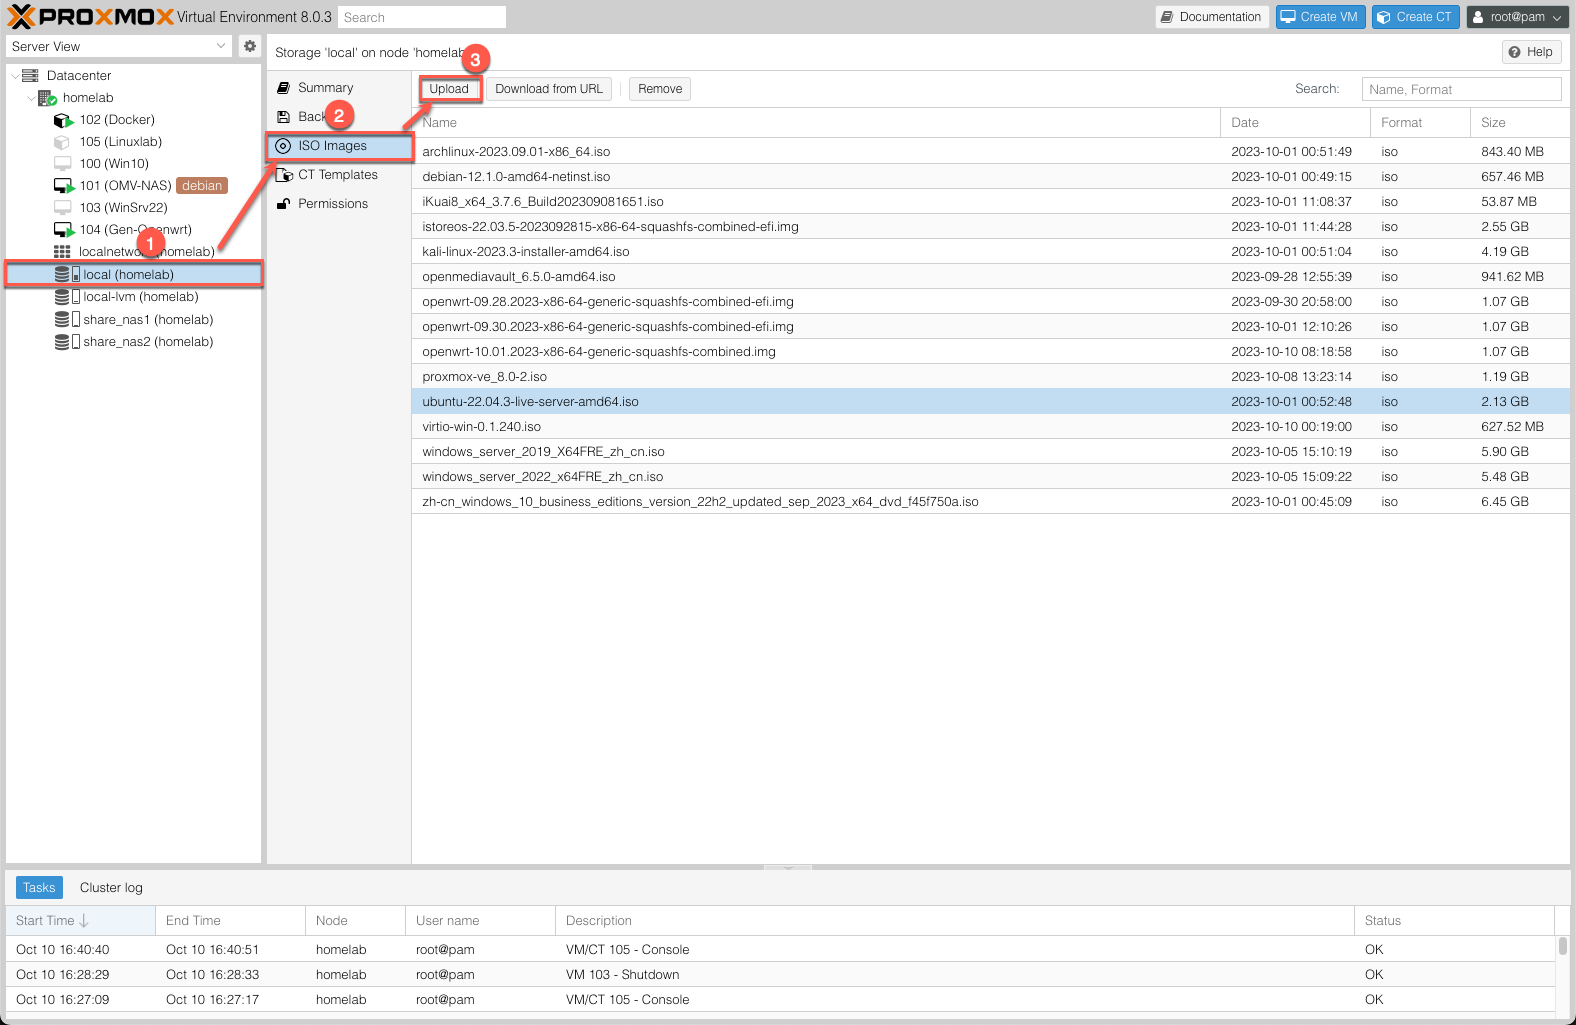 PROXMOX Virtual Environment 8.0.3 Search Documentation Create VM Create CT root@pam
Server View
Storage 'local' on node 'homelab Help
Datacenter
homelab
102 (Docker)
105 (Linuxlab)
100 (Win10)
101 (OMV-NAS) debian
103 (WinSrv22)
104 (Gen-Openwrt)
localnetwork (homelab)
local (homelab)
local-lvm (homelab)
share_nas1 (homelab)
share_nas2 (homelab)
1
2
3
Summary
Back
ISO Images
CT Templates
Permissions
Upload Download from URL Remove Search: Name, Format
Name Date Format Size
archlinux-2023.09.01-x86_64.iso 2023-10-01 00:51:49 iso 843.40 MB
debian-12.1.0-amd64-netinst.iso 2023-10-01 00:49:15 iso 657.46 MB
iKuai8_x64_3.7.6_Build202309081651.iso 2023-10-01 11:08:37 iso 53.87 MB
istoreos-22.03.5-2023092815-x86-64-squashfs-combined-efi.img 2023-10-01 11:44:28 iso 2.55 GB
kali-linux-2023.3-installer-amd64.iso 2023-10-01 00:51:04 iso 4.19 GB
openmediavault_6.5.0-amd64.iso 2023-09-28 12:55:39 iso 941.62 MB
openwrt-09.28.2023-x86-64-generic-squashfs-combined-efi.img 2023-09-30 20:58:00 iso 1.07 GB
openwrt-09.30.2023-x86-64-generic-squashfs-combined-efi.img 2023-10-01 12:10:26 iso 1.07 GB
openwrt-10.01.2023-x86-64-generic-squashfs-combined.img 2023-10-10 08:18:58 iso 1.07 GB
proxmox-ve_8.0-2.iso 2023-10-08 13:23:14 iso 1.19 GB
ubuntu-22.04.3-live-server-amd64.iso 2023-10-01 00:52:48 iso 2.13 GB
virtio-win-0.1.240.iso 2023-10-10 00:19:00 iso 627.52 MB
windows_server_2019_X64FRE_zh_cn.iso 2023-10-05 15:10:19 iso 5.90 GB
windows_server_2022_x64FRE_zh_cn.iso 2023-10-05 15:09:22 iso 5.48 GB
zh-cn_windows_10_business_editions_version_22h2_updated_sep_2023_x64_dvd_f45f750a.iso 2023-10-01 00:45:09 iso 6.45 GB
Tasks Cluster log
Start Time End Time Node User name Description Status
Oct 10 16:40:40 Oct 10 16:40:51 homelab root@pam VM/CT 105 - Console OK
Oct 10 16:28:29 Oct 10 16:28:33 homelab root@pam VM 103 - Shutdown OK
Oct 10 16:27:09 Oct 10 16:27:17 homelab root@pam VM/CT 105 - Console OK